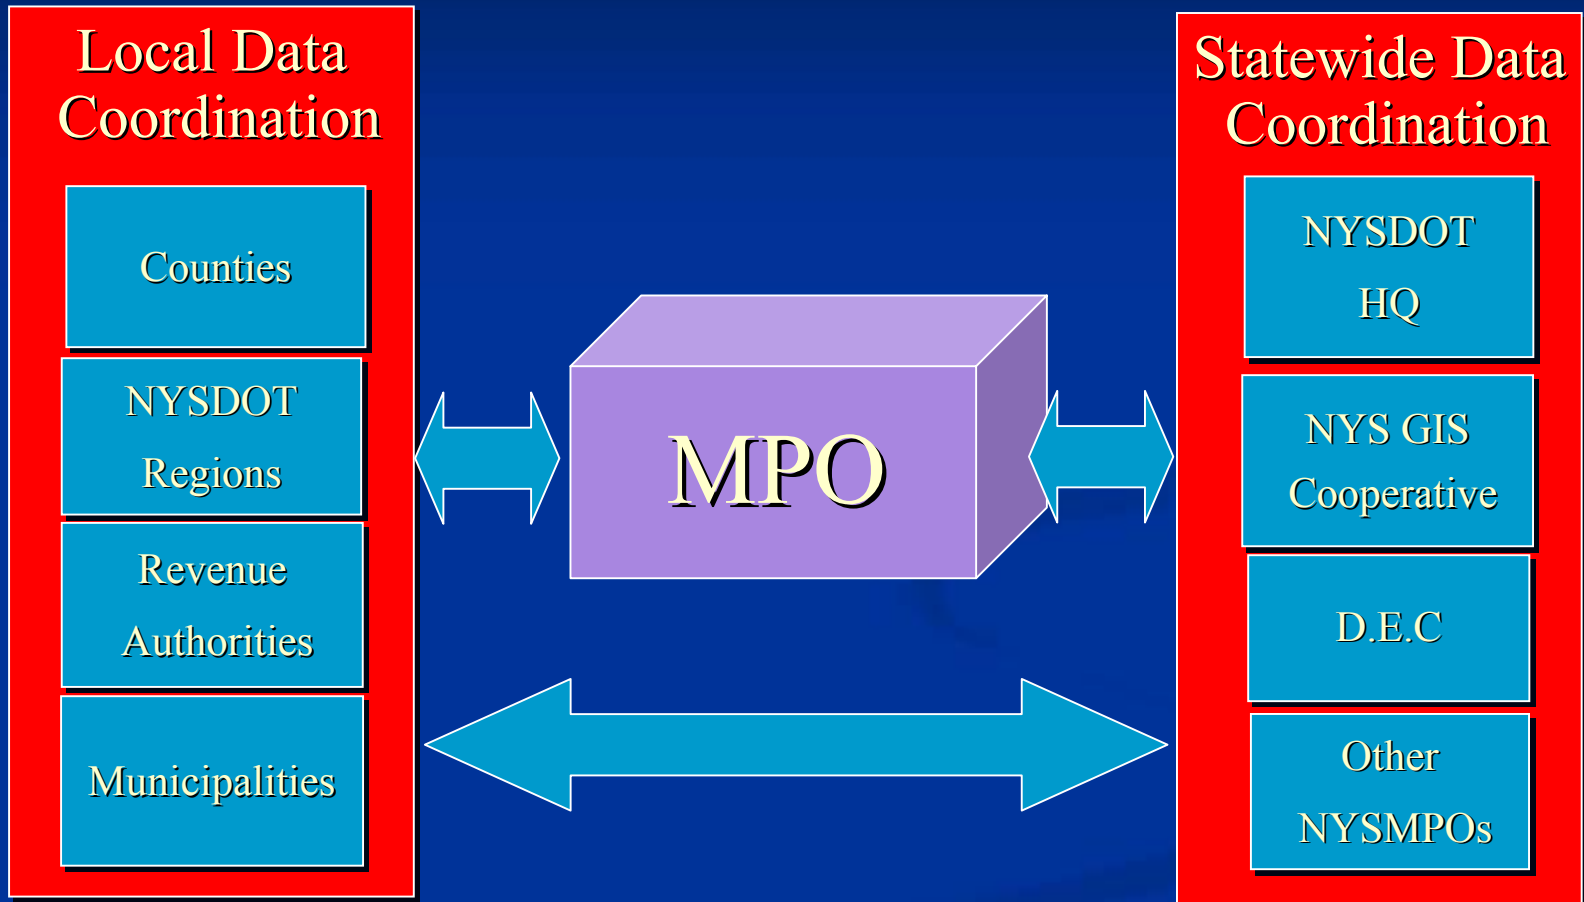 Local Data
Coordination
Counties
NYSDOT
Regions
Revenue
Authorities
Municipalities
MPO
Statewide Data
Coordination
NYSDOT
HQ
NYS GIS
Cooperative
D.E.C
Other
NYSMPOs